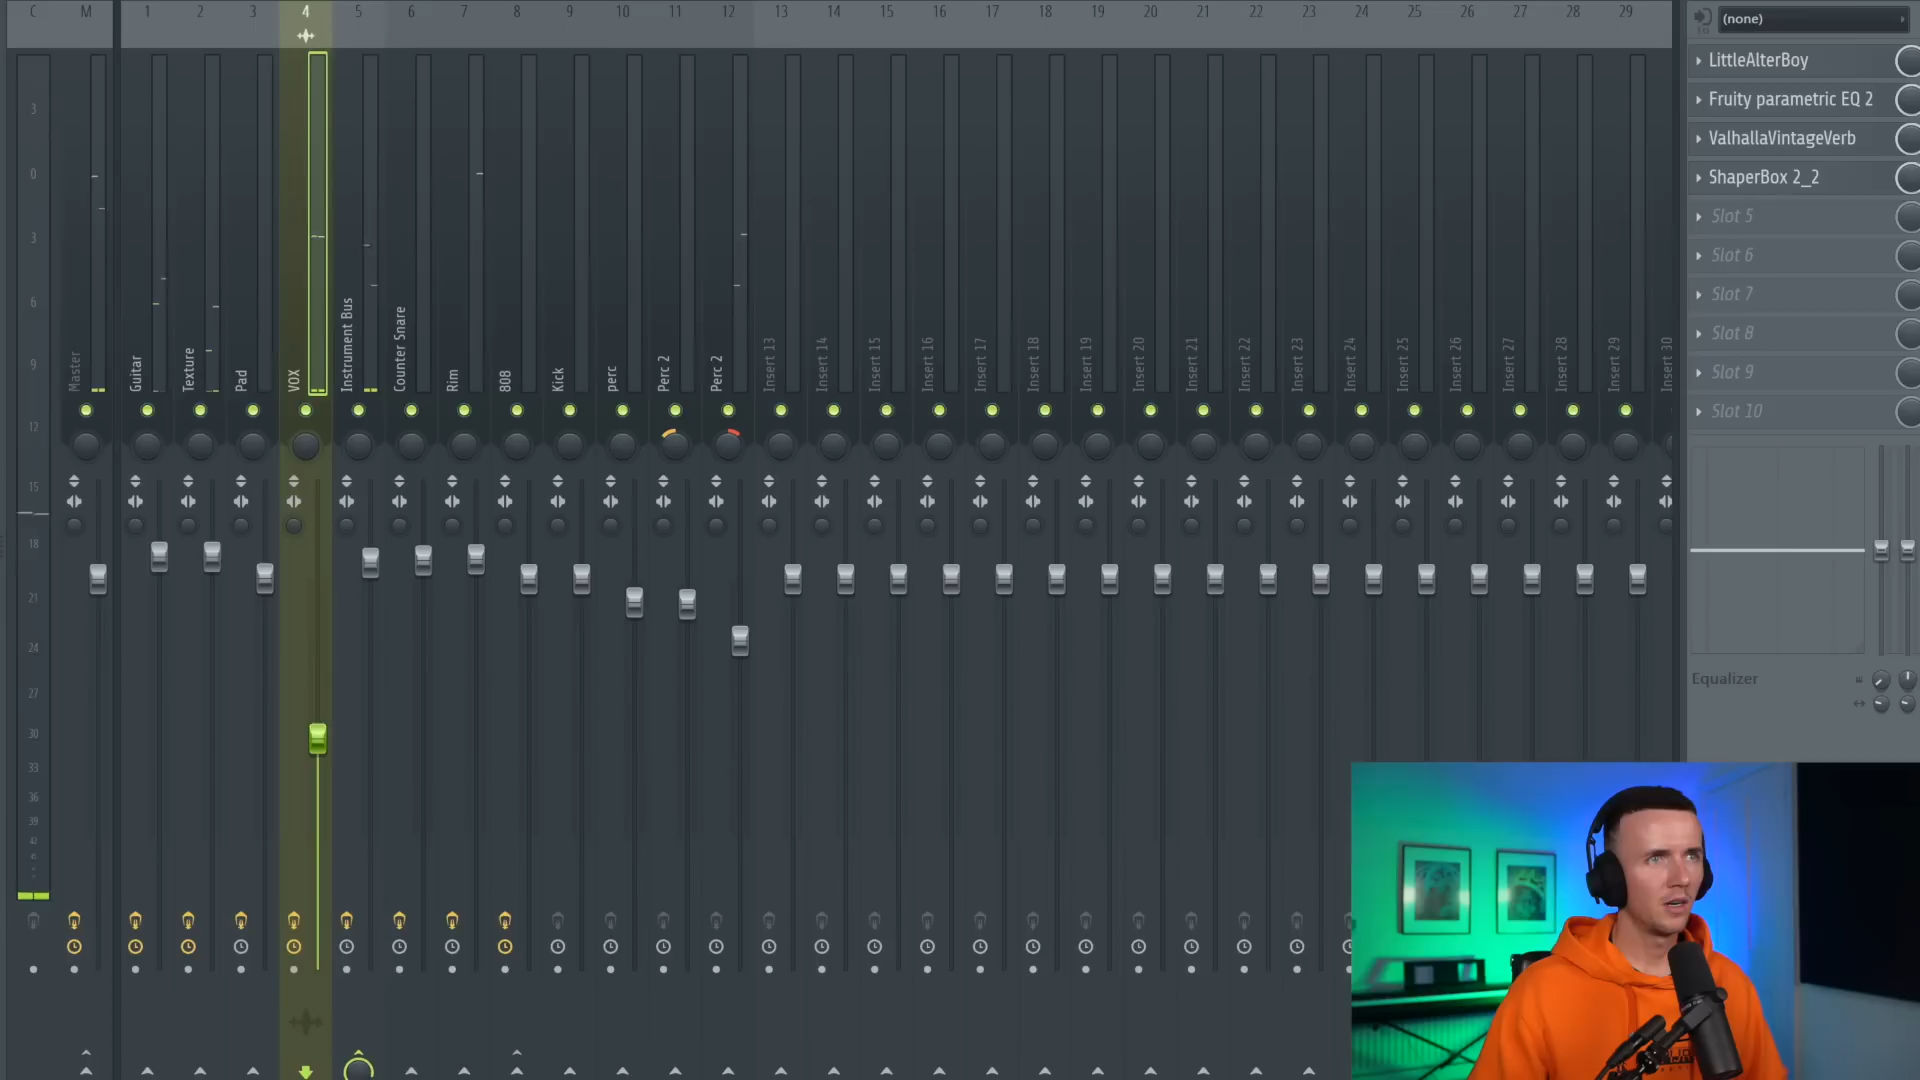 C M 1 2 3 4 5 6 7 8 9 10 11 12 13 14 15 16 17 18 19 20 21 22 23 24 25 26 27 28 29
(none)
LittleAlterBoy
Fruity parametric EQ 2
ValhallaVintageVerb
ShaperBox 2_2
Slot 5
Slot 6
Slot 7
Slot 8
Slot 9
Slot 10
Equalizer
3
0
3
6
9
12
15
18
21
24
27
30
33
36
39
Master
Guitar
Texture
Pad
VOX
Instrument Bus
Counter Snare
Rim
808
Kick
perc
Perc 2
Perc 2
Insert 13
Insert 14
Insert 15
Insert 16
Insert 17
Insert 18
Insert 19
Insert 20
Insert 21
Insert 22
Insert 23
Insert 24
Insert 25
Insert 26
Insert 27
Insert 28
Insert 29
Insert 30